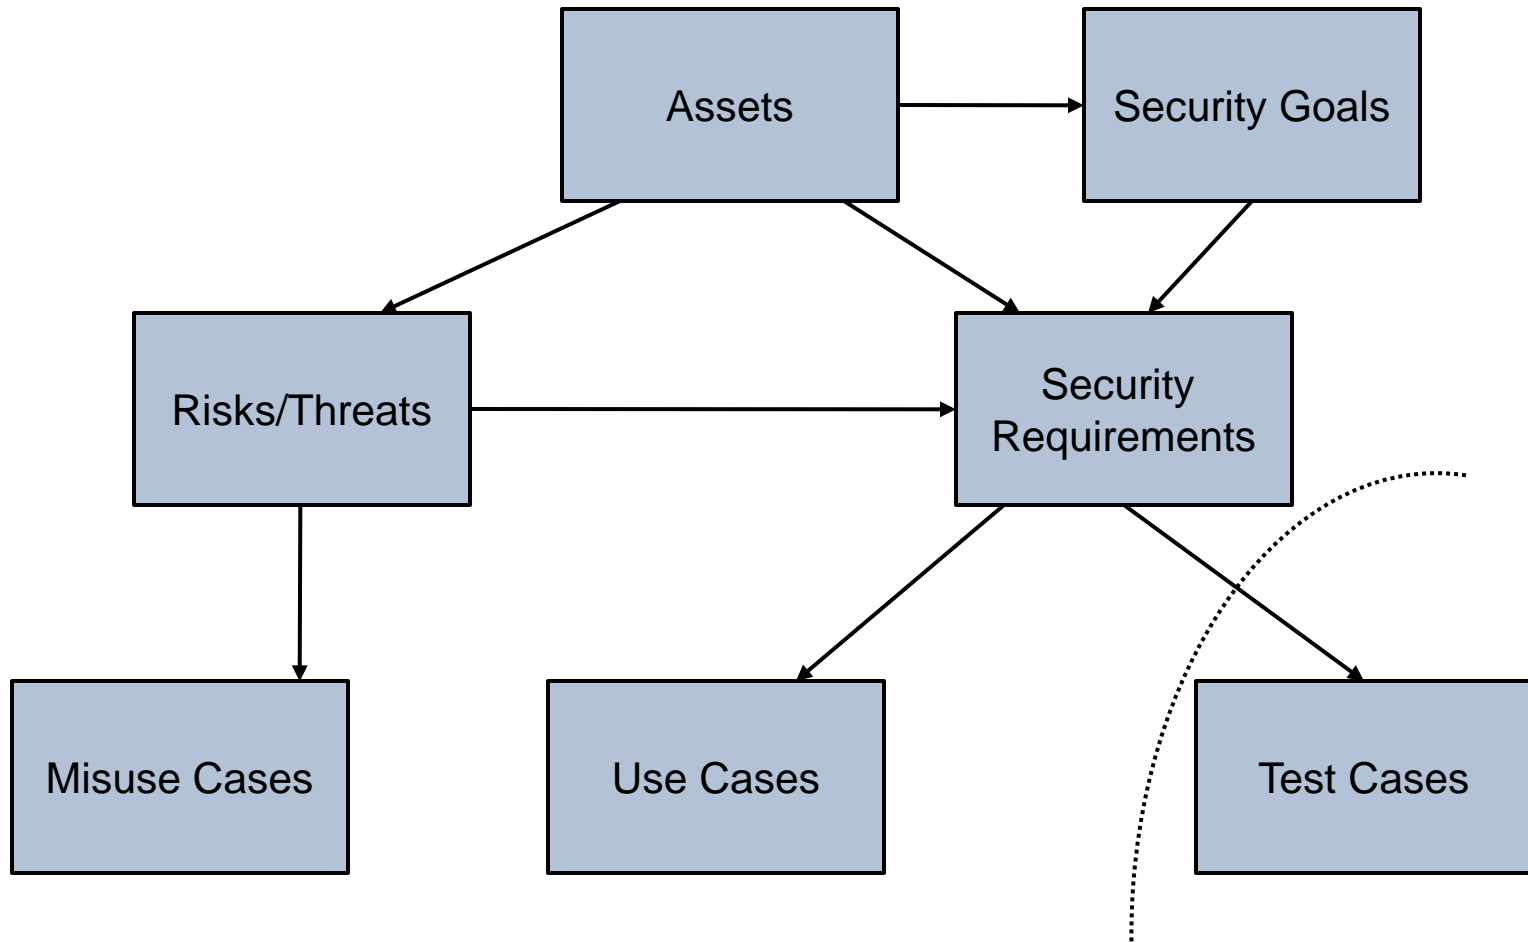 Assets
Security Goals
Risks/Threats
Security
Requirements
Misuse Cases
Use Cases
Test Cases